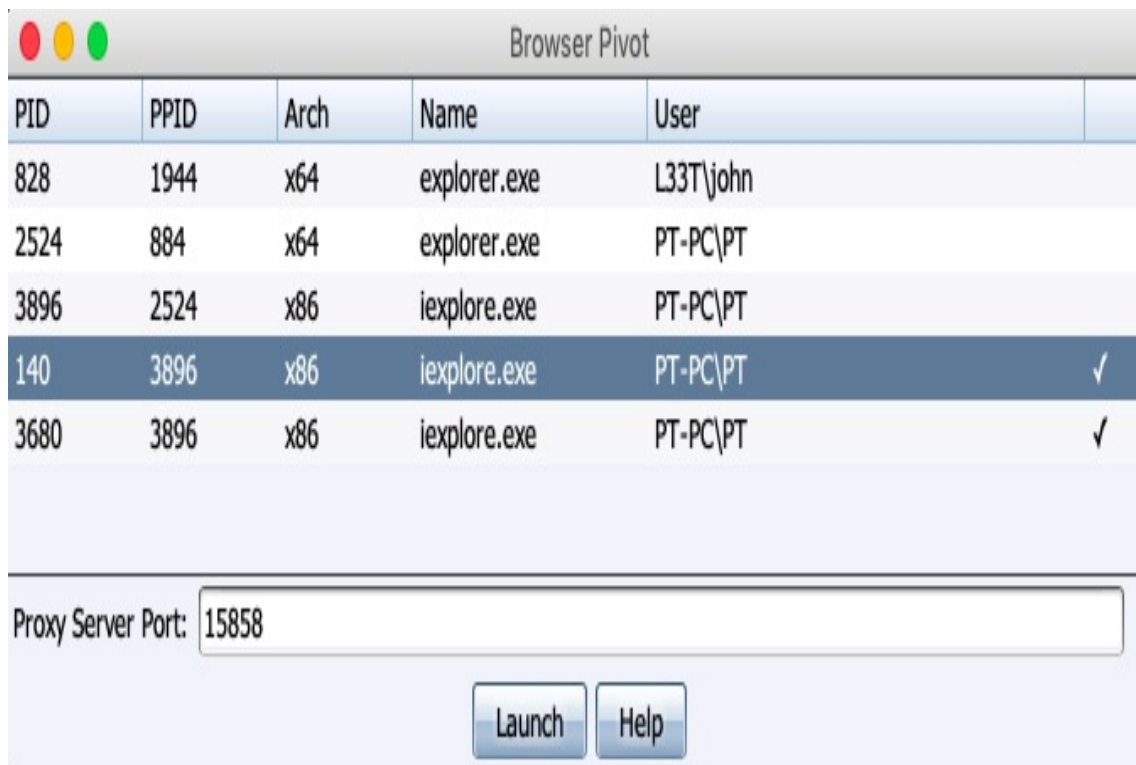 Browser Pivot
PID PPID Arch Name User
828 1944 x64 explorer.exe L33T\john
2524 884 x64 explorer.exe PT-PC\PT
3896 2524 x86 iexplore.exe PT-PC\PT
140 3896 x86 iexplore.exe PT-PC\PT √
3680 3896 x86 iexplore.exe PT-PC\PT √
Proxy Server Port: 15858
Launch Help